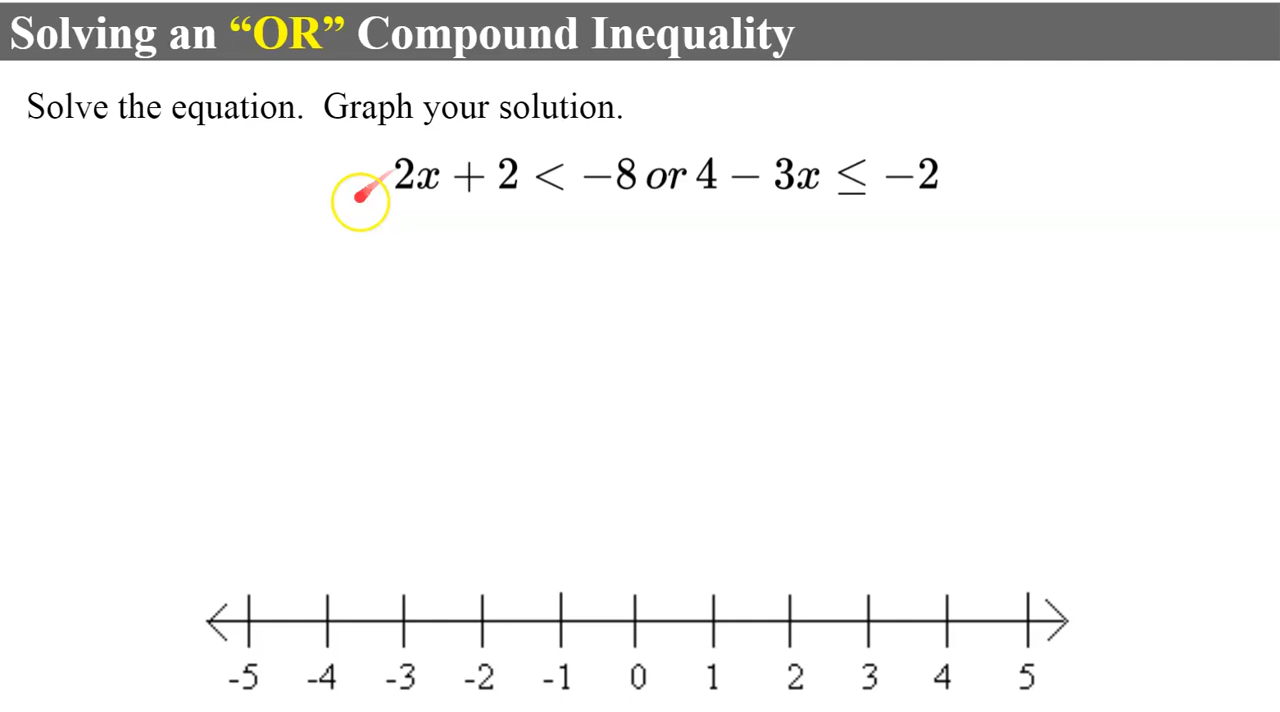 Solving an “OR” Compound Inequality
Solve the equation.  Graph your solution.
2x + 2 < −8 or 4 − 3x ≤ −2
-5 -4 -3 -2 -1 0 1 2 3 4 5